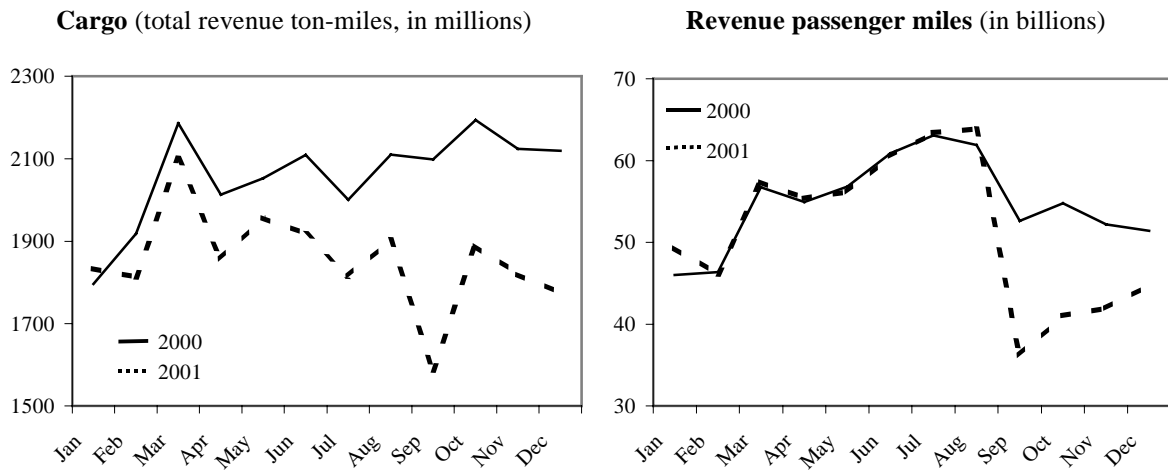 Cargo (total revenue ton-miles, in millions)
2300
2100
1900
1700
1500
2000
2001
Jan
Feb
Mar
Apr
May
Jun
Jul
Aug
Sep
Oct
Nov
Dec
Revenue passenger miles (in billions)
70
60
50
40
30
2000
2001
Jan
Feb
Mar
Apr
May
Jun
Jul
Aug
Sep
Oct
Nov
Dec